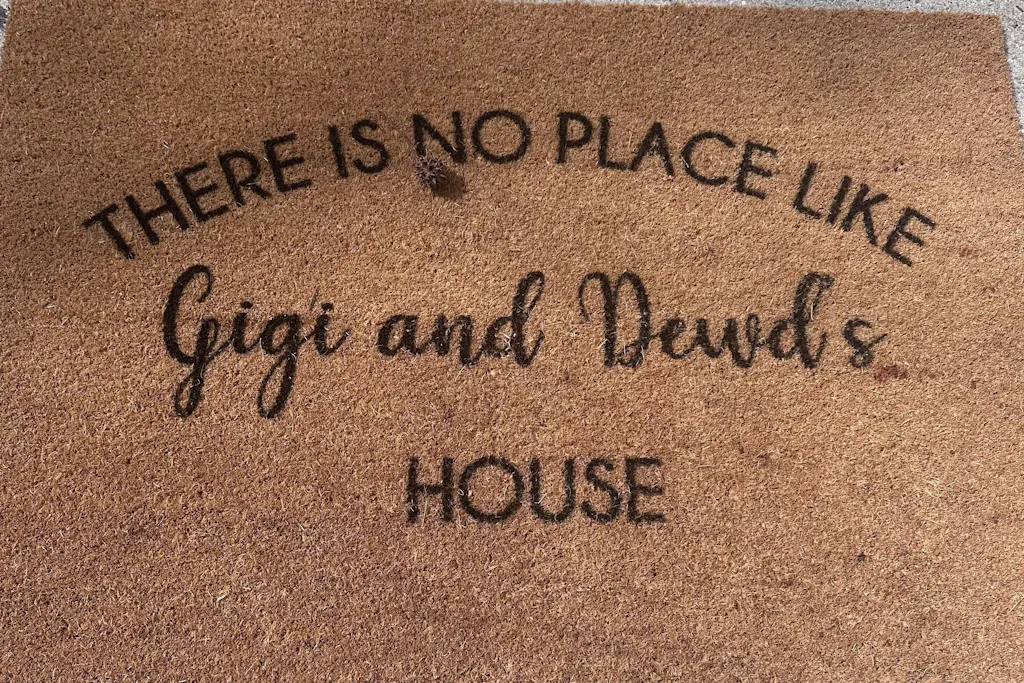 THERE IS NO PLACE LIKE
Gigi and Dewd's
HOUSE